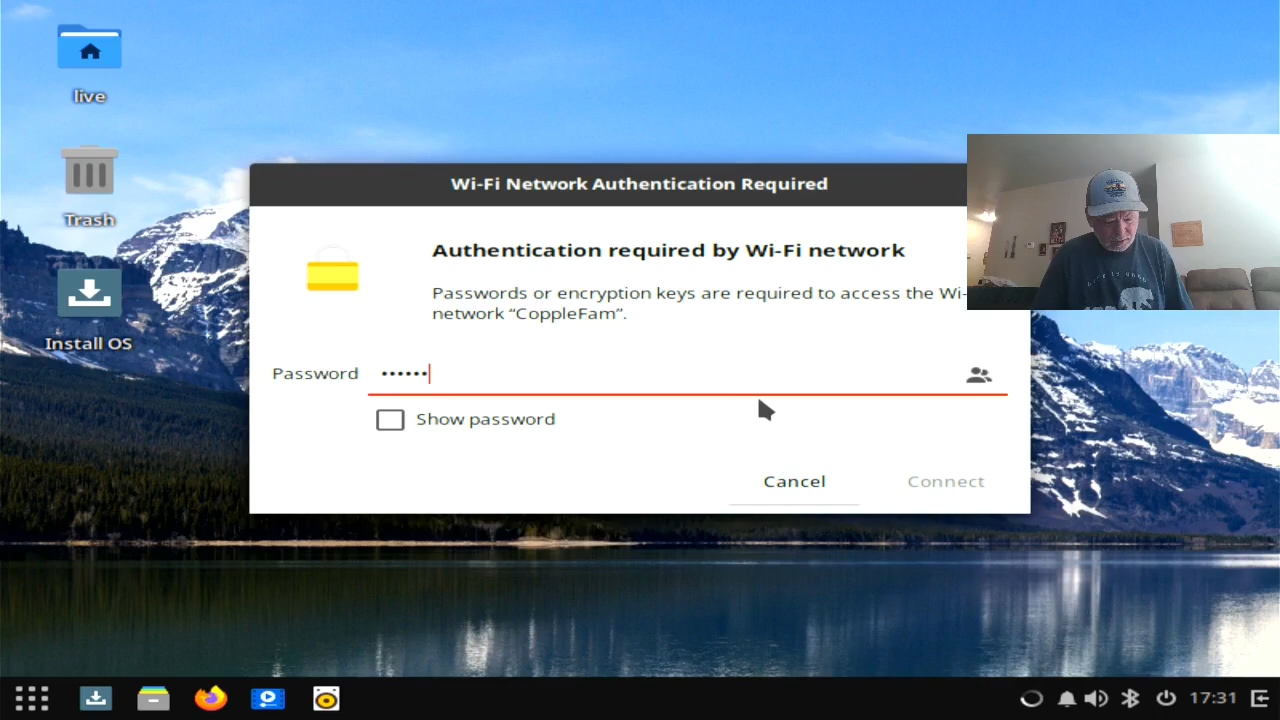 live
Trash
Install OS
Wi-Fi Network Authentication Required
Authentication required by Wi-Fi network
Passwords or encryption keys are required to access the Wi-
network “CoppleFam”.
Password ••••••
Show password
Cancel Connect
17:31